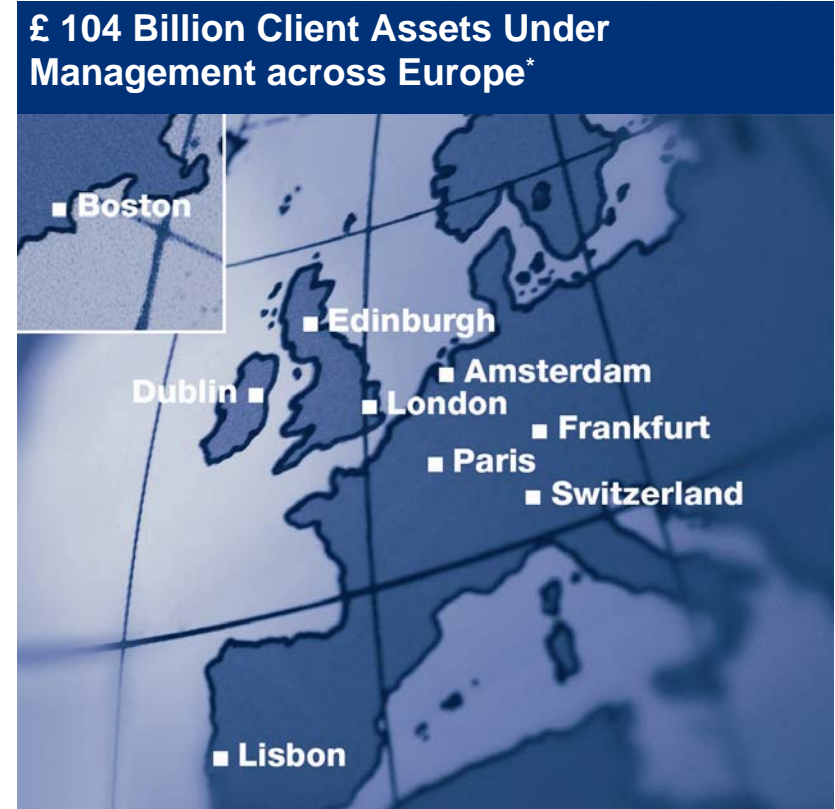 £ 104 Billion Client Assets Under
Management across Europe*
Boston
Edinburgh
Amsterdam
Dublin
London
Frankfurt
Paris
Switzerland
Lisbon